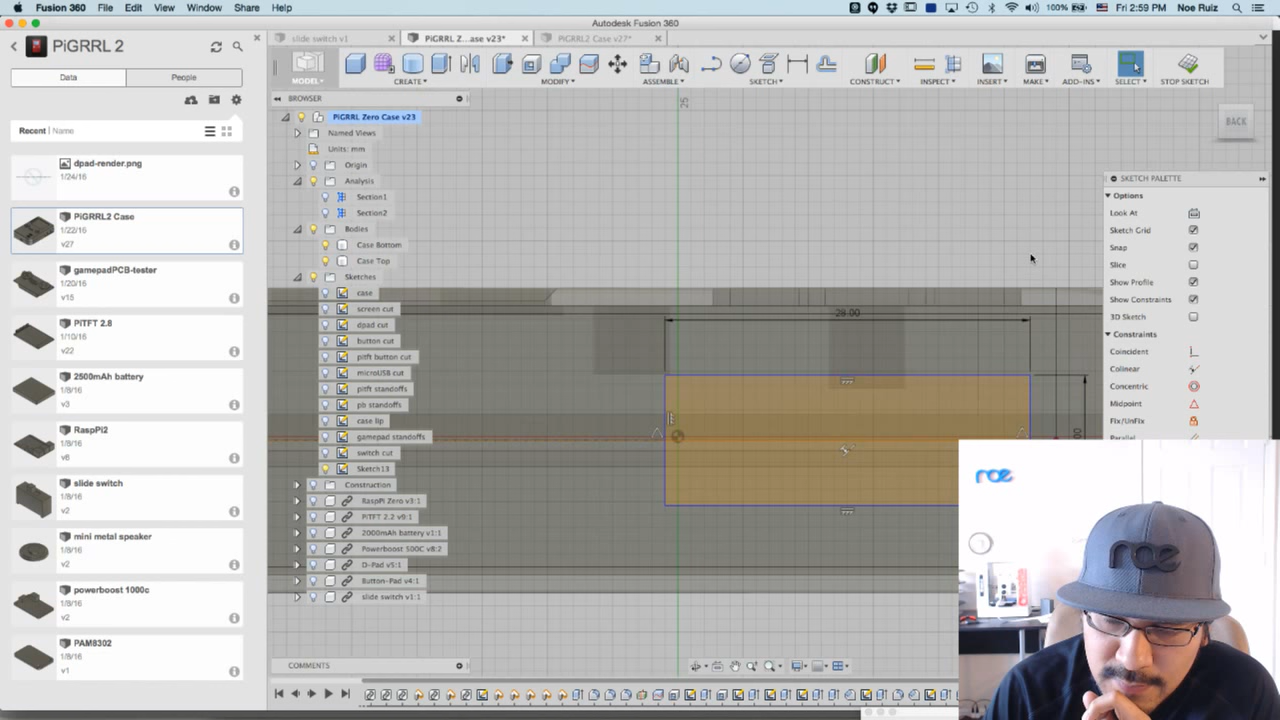 Fusion 360 File Edit View Window Share Help 100% Fri 2:59 PM Noe Ruiz
Autodesk Fusion 360
PiGRRL 2
slide switch v1 PiGRRL Z...ase v23* PiGRRL2 Case v27*
Data People
MODEL CREATE MODIFY ASSEMBLE SKETCH CONSTRUCT INSPECT INSERT MAKE ADD-INS SELECT STOP SKETCH
Recent Name
dpad-render.png
1/24/16
PiGRRL2 Case
1/22/16
v27
gamepadPCB-tester
1/20/16
v15
PiTFT 2.8
1/10/16
v22
2500mAh battery
1/8/16
v3
RaspPi2
1/8/16
v6
slide switch
1/8/16
v2
mini metal speaker
1/8/16
v2
powerboost 1000c
1/8/16
v2
PAM8302
1/8/16
v1
BROWSER
PiGRRL Zero Case v23
Named Views
Units: mm
Origin
Analysis
Section1
Section2
Bodies
Case Bottom
Case Top
Sketches
case
screen cut
dpad cut
button cut
pitft button cut
microUSB cut
pitft standoffs
pb standoffs
case lip
gamepad standoffs
switch cut
Sketch13
Construction
RaspPi Zero v3:1
PiTFT 2.2 v9:1
2000mAh battery v1:1
Powerboost 500C v8:2
D-Pad v5:1
Button-Pad v4:1
slide switch v1:1
COMMENTS
25
28.00
BACK
SKETCH PALETTE
Options
Look At
Sketch Grid
Snap
Slice
Show Profile
Show Constraints
3D Sketch
Constraints
Coincident
Colinear
Concentric
Midpoint
Fix/UnFix
Parallel
noe
noe